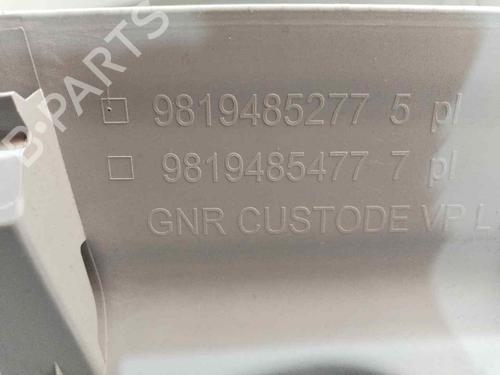 B-PARTS
9819485277 5 pl
9819485477 7 pl
GNR CUSTODE VP L